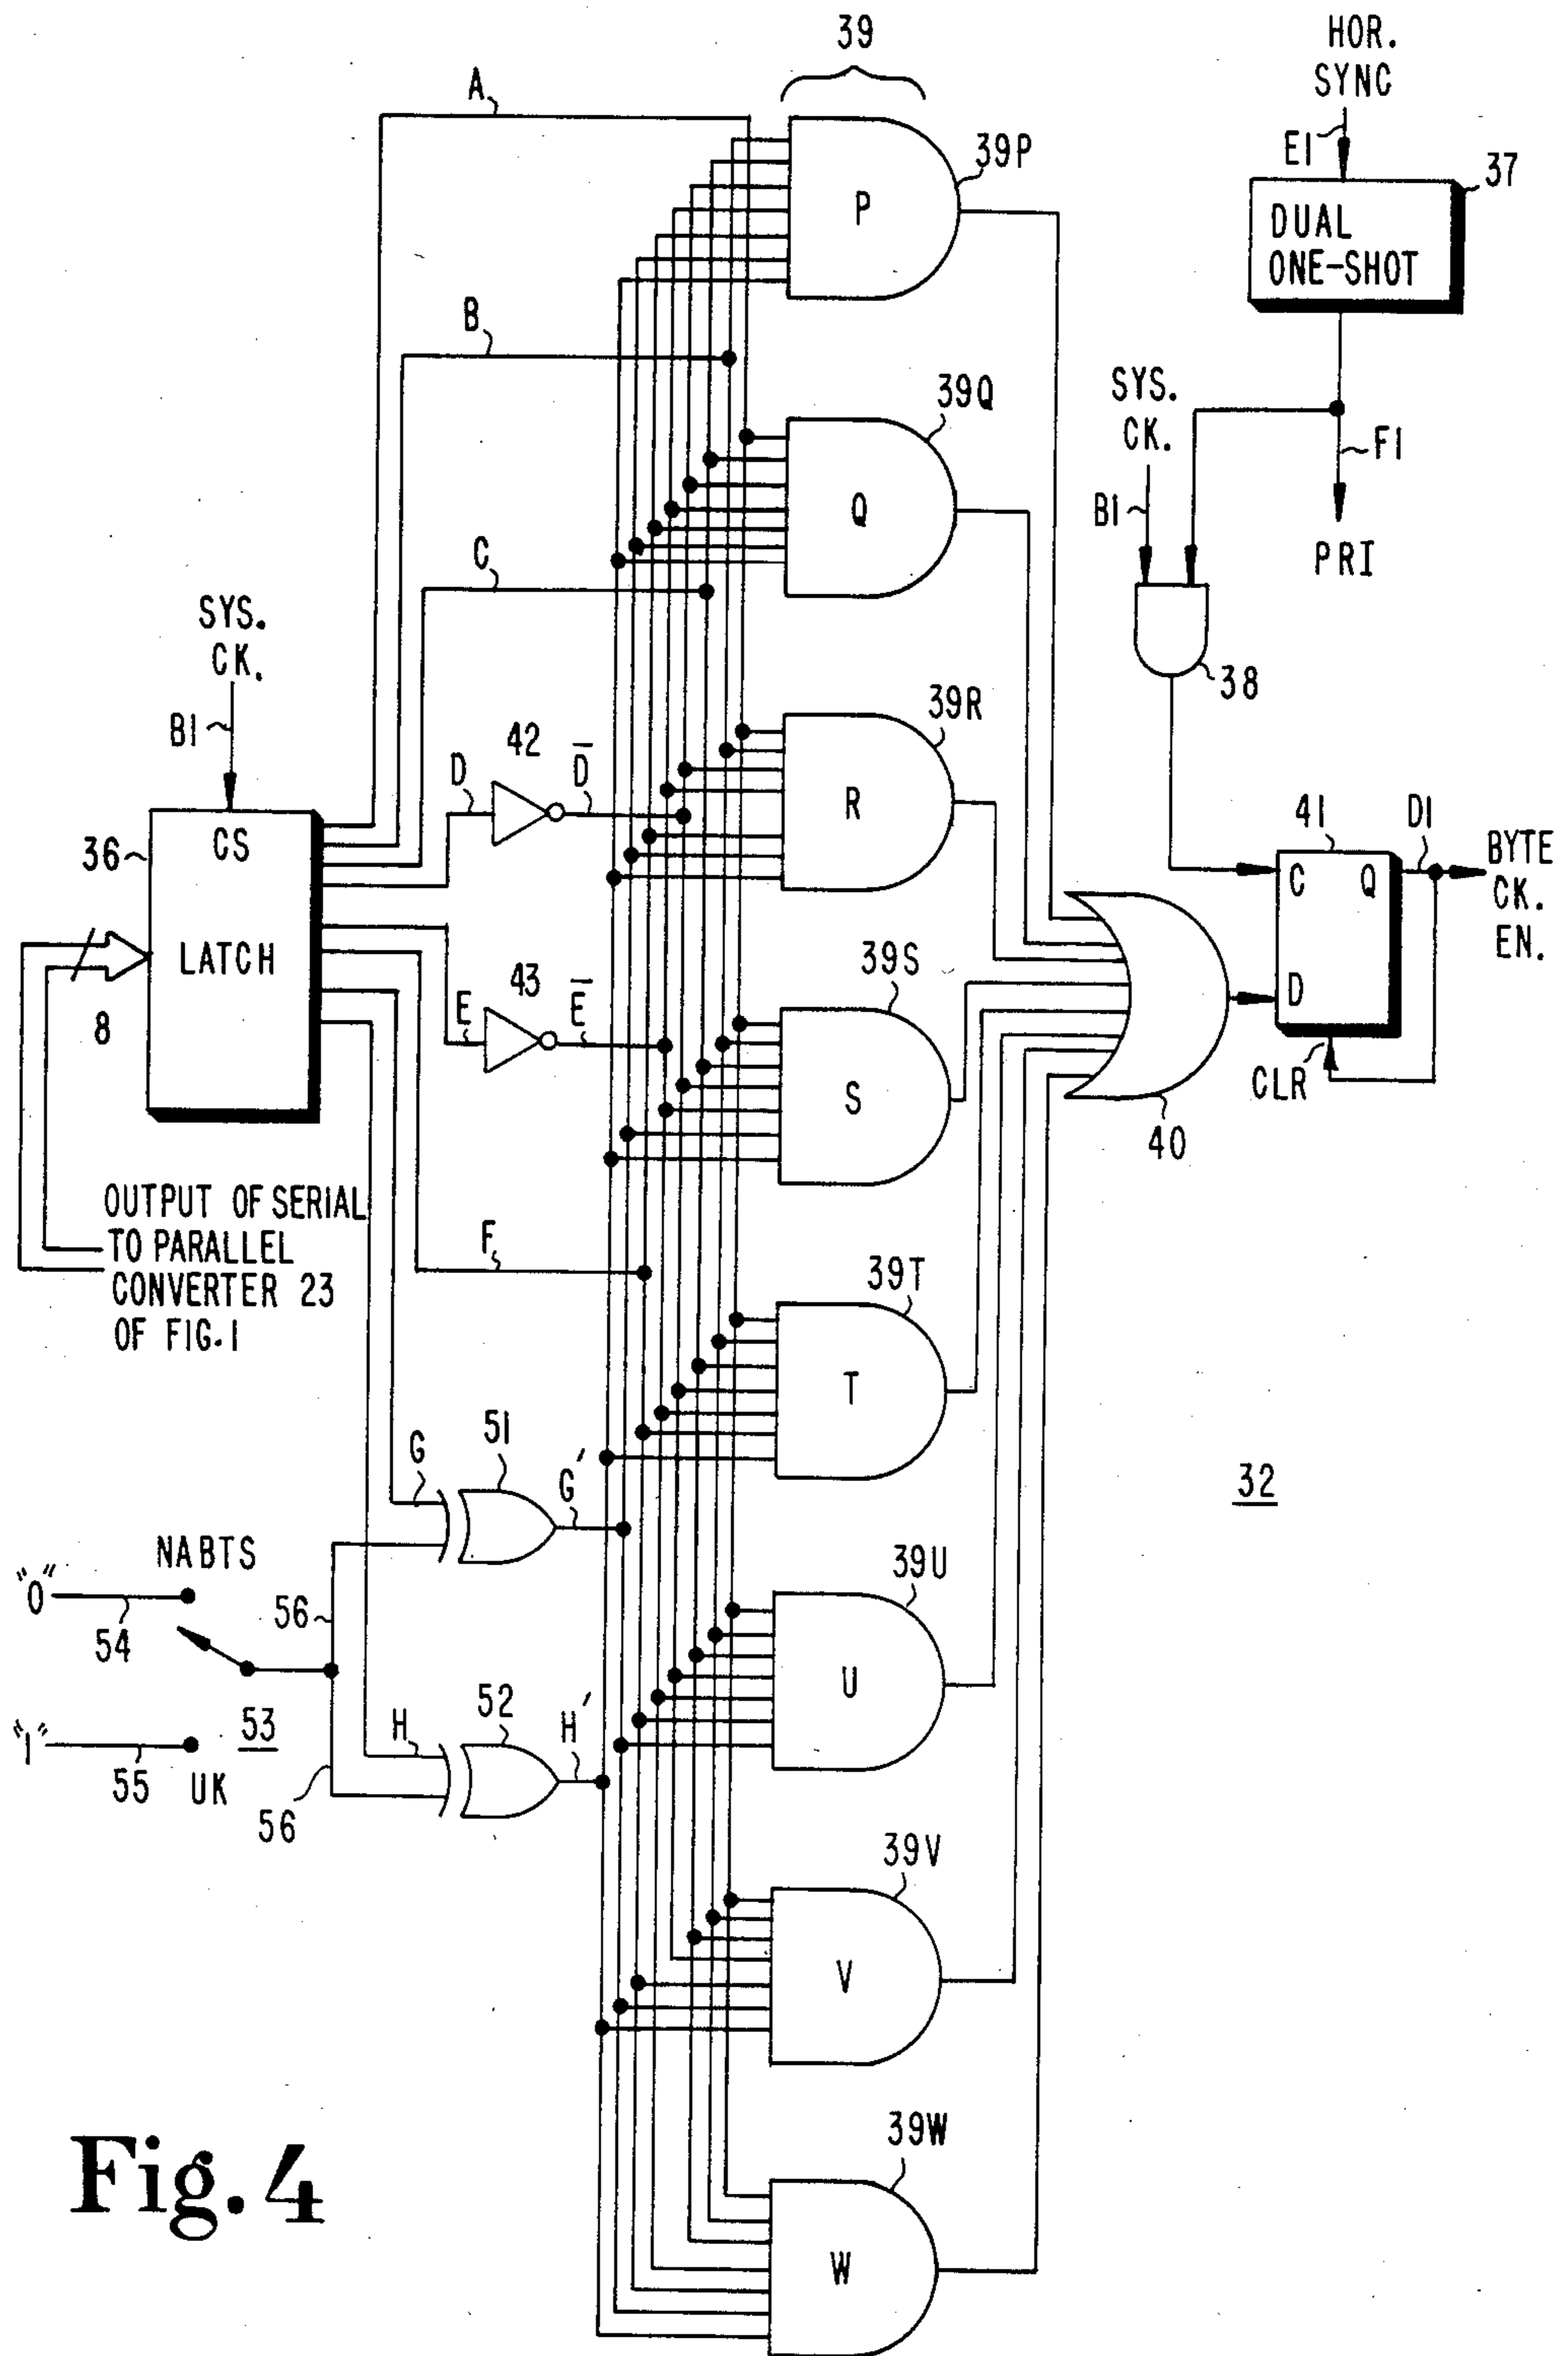 39
HOR.
SYNC
A
39P
E1
37
P
DUAL
ONE-SHOT
B
39Q
SYS.
CK.
F1
Q
B1
C
PRI
SYS.
CK.
38
39R
B1
42
D
D̅
R
41
D1
BYTE
CK.
EN.
36
CS
C
Q
LATCH
39S
D
43
E
E̅
8
S
CLR
40
OUTPUT OF SERIAL
TO PARALLEL
CONVERTER 23
OF FIG.1
F
39T
T
51
G
G'
32
NABTS
"0"
54
56
39U
U
52
H
H'
"1"
53
55
UK
56
39V
V
39W
W
Fig. 4